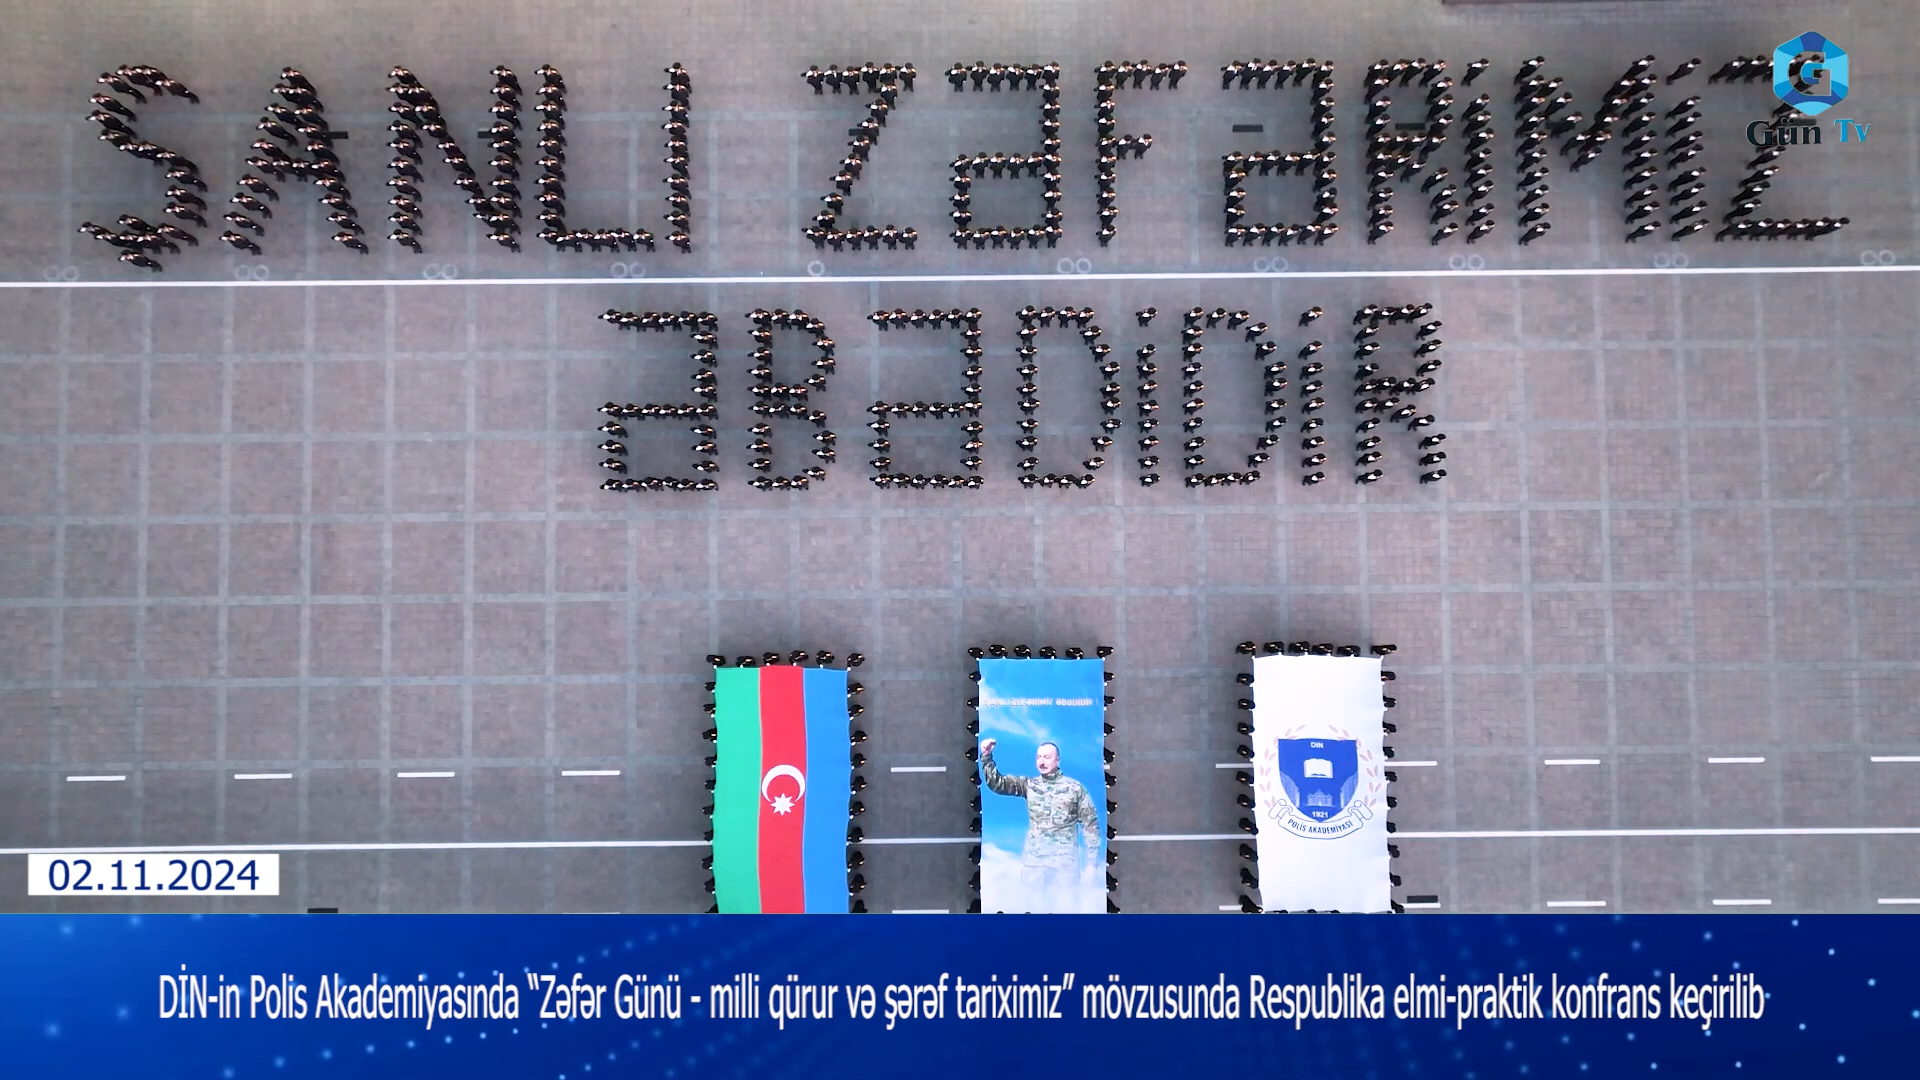 ŞANLI ZƏFƏRİMİZ
G
Gün Tv
ƏBƏDİDİR
ŞANLI ZƏFƏRİMİZ ƏBƏDİDİR !
DİN
1921
POLİS AKADEMİYASI
02.11.2024
DİN-in Polis Akademiyasında “Zəfər Günü - milli qürur və şərəf tariximiz” mövzusunda Respublika elmi-praktik konfrans keçirilib